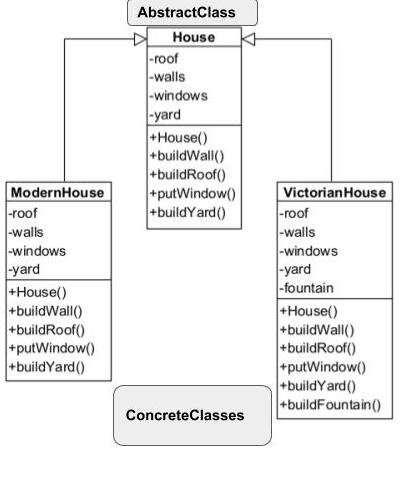 AbstractClass
House
-roof
-walls
-windows
-yard
+House()
+buildWall()
+buildRoof()
+putWindow()
+buildYard()
ModernHouse
-roof
-walls
-windows
-yard
+House()
+buildWall()
+buildRoof()
+putWindow()
+buildYard()
VictorianHouse
-roof
-walls
-windows
-yard
-fountain
+House()
+buildWall()
+buildRoof()
+putWindow()
+buildYard()
+buildFountain()
ConcreteClasses